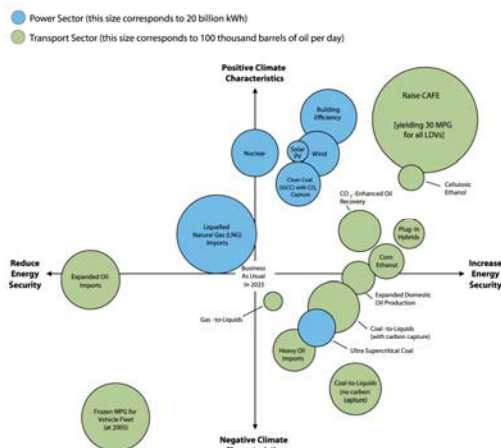 Power Sector (this size corresponds to 20 billion kWh)
Transport Sector (this size corresponds to 100 thousand barrels of oil per day)
Positive Climate
Characteristics
Raise CAFE
[yielding 30 MPG
for all LDVs]
Building
Efficiency
Nuclear
Solar
PV
Wind
Clean Coal
(IGCC) with CO2
Capture
Cellulosic
Ethanol
CO2-Enhanced Oil
Recovery
Plug-in
Hybrids
Liquefied
Natural Gas (LNG)
Imports
Corn
Ethanol
Reduce
Energy
Security
Expanded Oil
Imports
Business
As Usual
In 2025
Increase
Energy
Security
Expanded Domestic
Oil Production
Gas -to-Liquids
Coal -to-Liquids
(with carbon capture)
Ultra Supercritical Coal
Heavy Oil
Imports
Coal-to-Liquids
(no carbon
capture)
Frozen MPG for
Vehicle Fleet
(at 2005)
Negative Climate